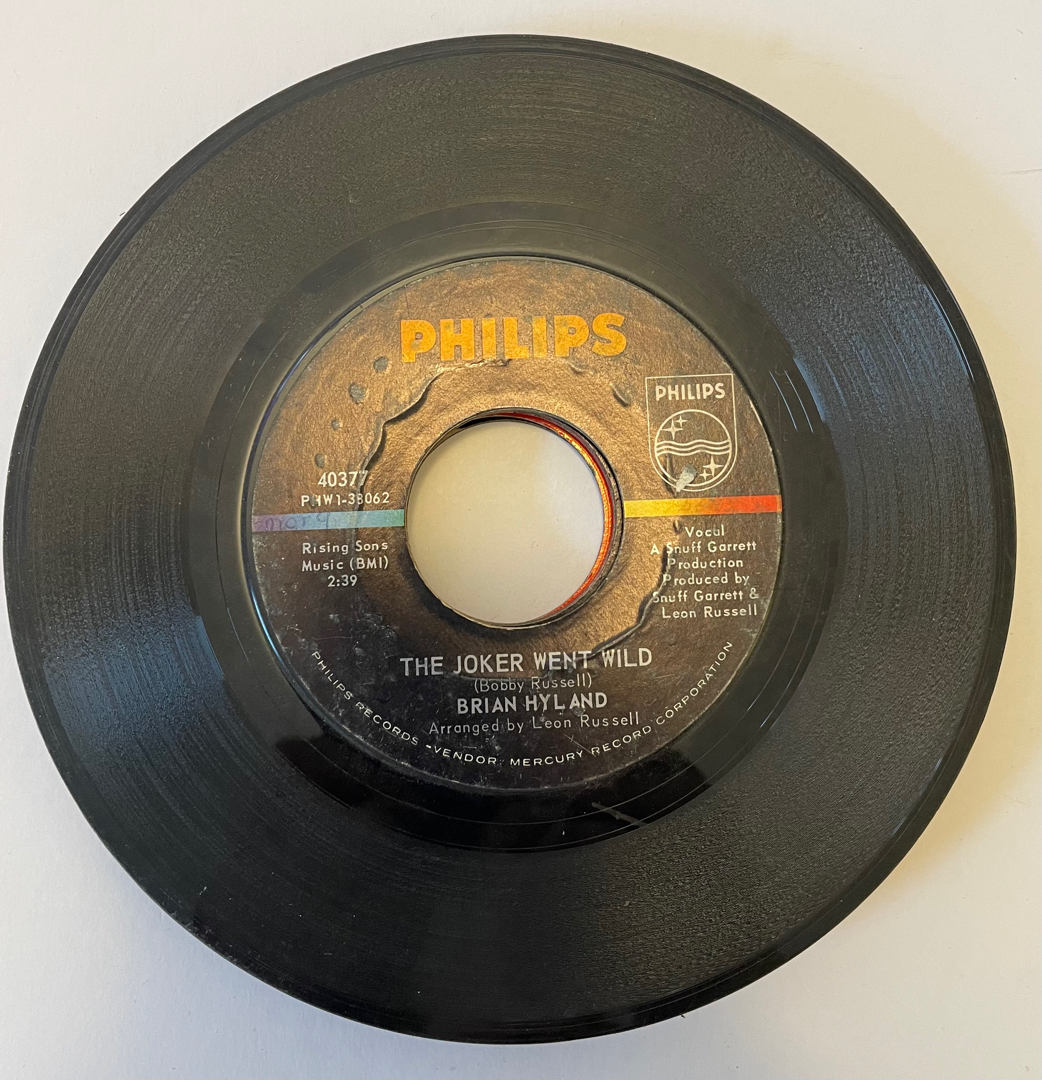 PHILIPS
PHILIPS
40377
PHW1-38062
Rising Sons
Music (BMI)
2:39
Vocal
A Snuff Garrett
Production
Produced by
Snuff Garrett &
Leon Russell
THE JOKER WENT WILD
(Bobby Russell)
BRIAN HYLAND
Arranged by Leon Russell
PHILIPS RECORDS - VENDOR: MERCURY RECORD CORPORATION